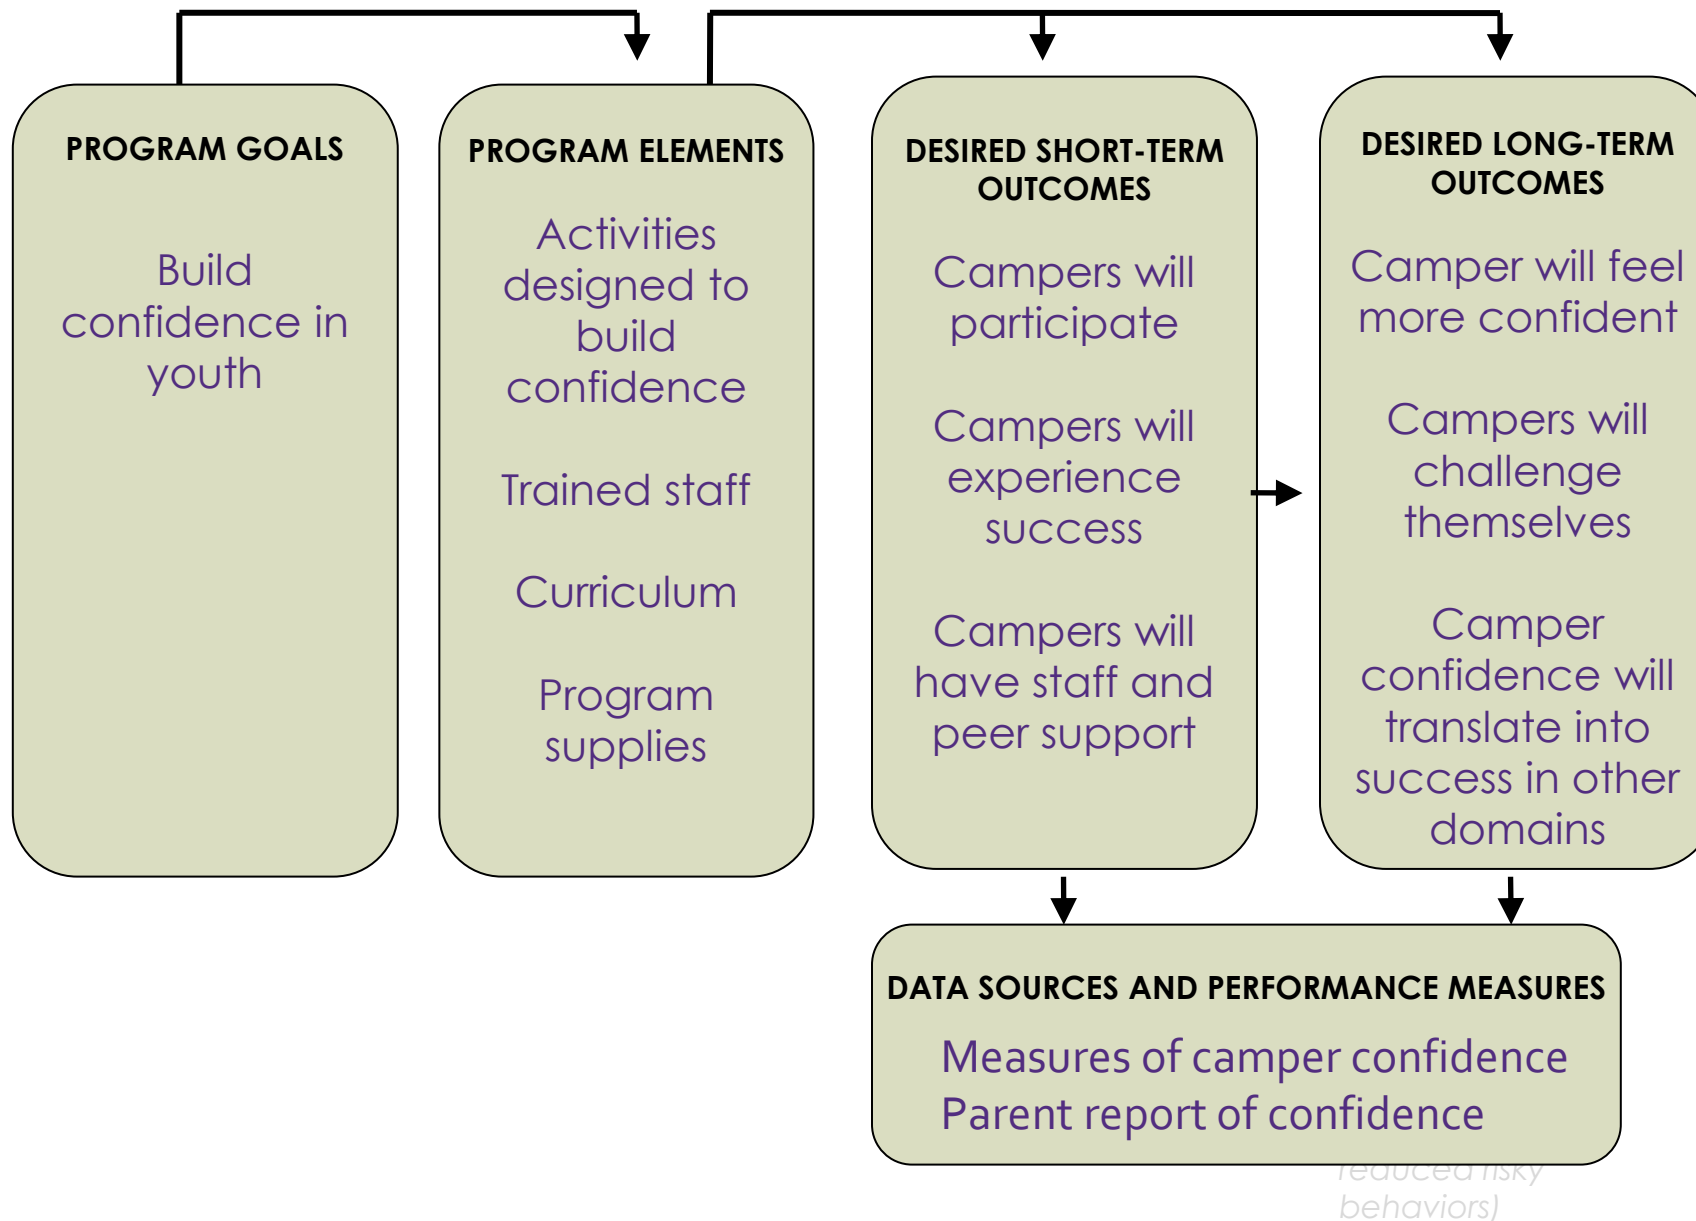 PROGRAM GOALS
Build
confidence in
youth
PROGRAM ELEMENTS
Activities
designed to
build
confidence
Trained staff
Curriculum
Program
supplies
DESIRED SHORT-TERM
OUTCOMES
Campers will
participate
Campers will
experience
success
Campers will
have staff and
peer support
DESIRED LONG-TERM
OUTCOMES
Camper will feel
more confident
Campers will
challenge
themselves
Camper
confidence will
translate into
success in other
domains
DATA SOURCES AND PERFORMANCE MEASURES
Measures of camper confidence
Parent report of confidence
reduced risky
behaviors)